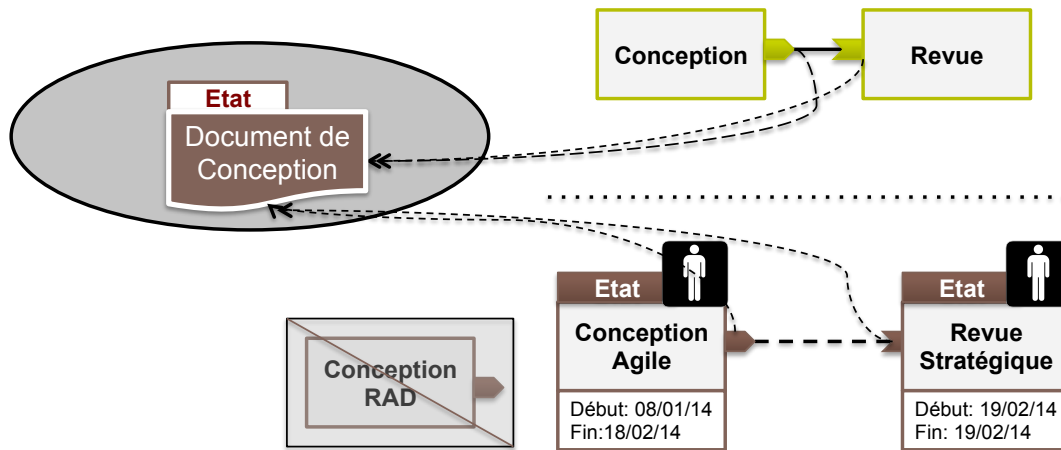 Conception
Revue
Etat
Document de
Conception
Etat
Conception
Agile
Début: 08/01/14
Fin:18/02/14
Etat
Revue
Stratégique
Début: 19/02/14
Fin: 19/02/14
Conception
RAD